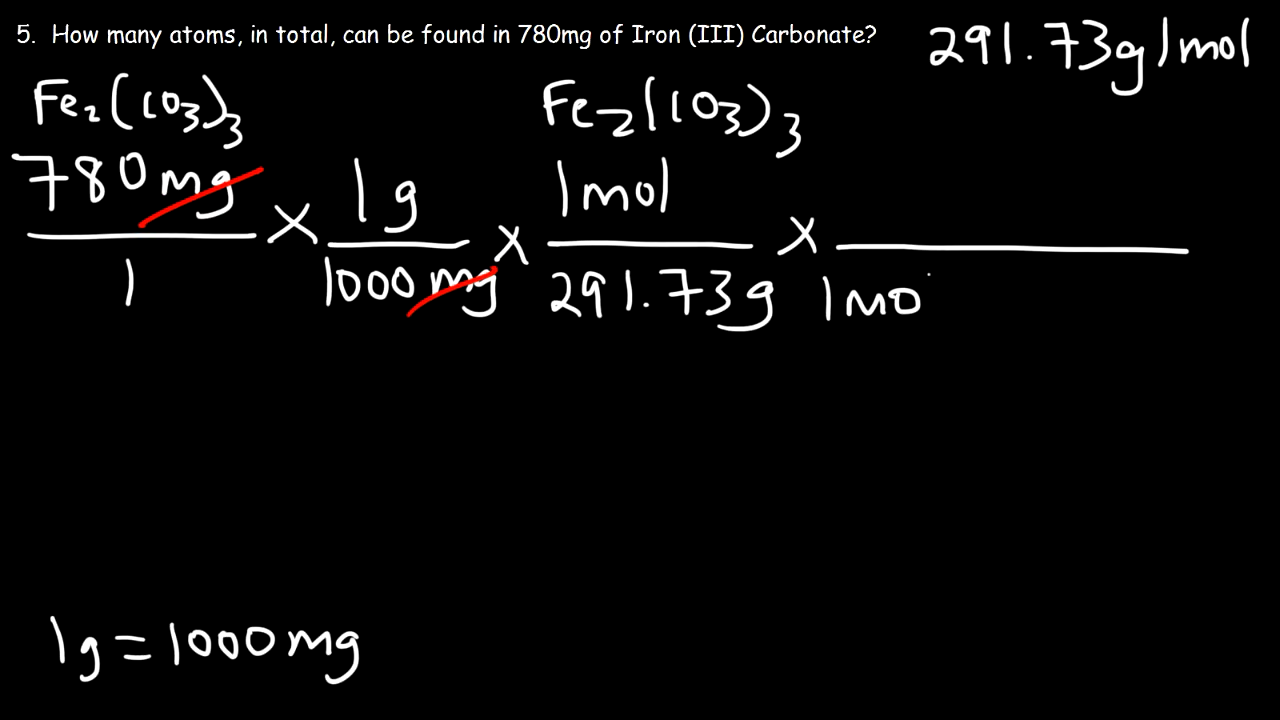 5. How many atoms, in total, can be found in 780mg of Iron (III) Carbonate?
291.73g/mol
Fe₂(CO₃)₃ Fe₂(CO₃)₃
780mg × 1g × 1mol ×
1 1000mg 291.73g 1mo
1g = 1000mg